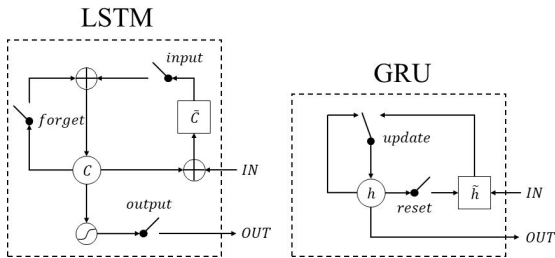 LSTM
input
forget
C̃
C
IN
output
OUT
GRU
update
h
reset
h̃
IN
OUT